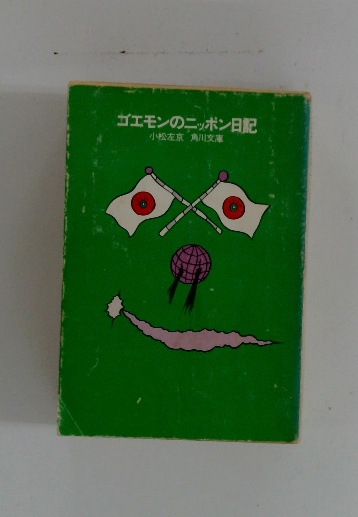 ゴエモンのニッポン日記
小松左京 角川文庫